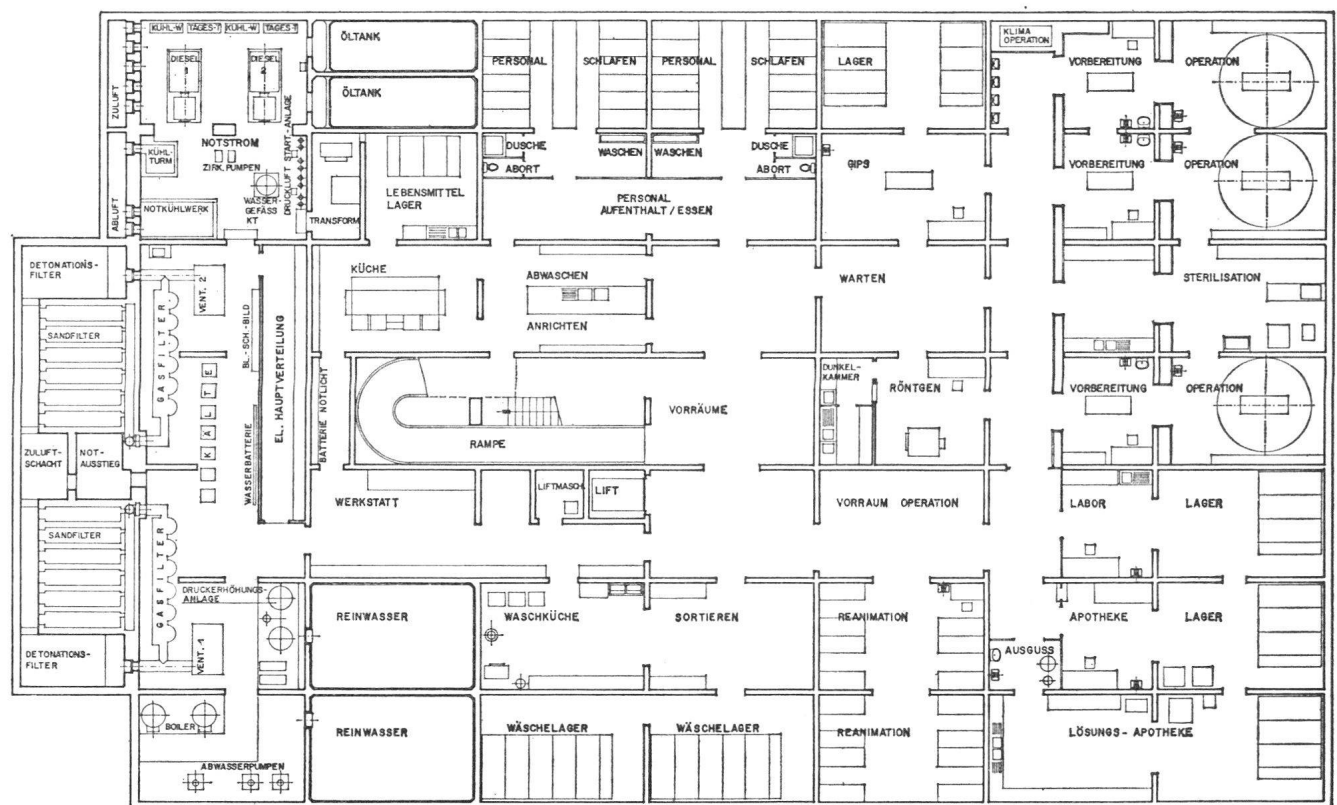 KÜHL-W
TAGES-T
KÜHL-W
TAGES-T
DIESEL
1
DIESEL
2
ZULUFT
NOTSTROM
ZIRK. PUMPEN
KÜHL-
TURM
WASSER-
GEFÄSS
KT
DRUCKLUFT START-ANLAGE
NOTKÜHLWERK
ABLUFT
TRANSFORM
ÖLTANK
ÖLTANK
LEBENSMITTEL
LAGER
PERSONAL
SCHLAFEN
PERSONAL
SCHLAFEN
DUSCHE
ABORT
WASCHEN
WASCHEN
DUSCHE
ABORT
PERSONAL
AUFENTHALT / ESSEN
LAGER
GIPS
KLIMA
OPERATION
VORBEREITUNG
OPERATION
VORBEREITUNG
OPERATION
DETONATIONS-
FILTER
SANDFILTER
GASFILTER
VENT. 2
BL.-SCH.-BILD
EL. HAUPTVERTEILUNG
KÄLTE
WASSERBATTERIE
BATTERIE NOTLICHT
KÜCHE
ABWASCHEN
ANRICHTEN
WARTEN
STERILISATION
RAMPE
VORRÄUME
DUNKEL-
KAMMER
RÖNTGEN
VORBEREITUNG
OPERATION
ZULUFT-
SCHACHT
NOT-
AUSSTIEG
WERKSTATT
LIFTMASCH.
LIFT
VORRAUM OPERATION
LABOR
LAGER
SANDFILTER
GASFILTER
DRUCKERHÖHUNGS-
ANLAGE
DETONATIONS-
FILTER
VENT. 1
REINWASSER
WASCHKÜCHE
SORTIEREN
REANIMATION
APOTHEKE
LAGER
AUSGUSS
BOILER
ABWASSERPUMPEN
REINWASSER
WÄSCHELAGER
WÄSCHELAGER
REANIMATION
LÖSUNGS - APOTHEKE